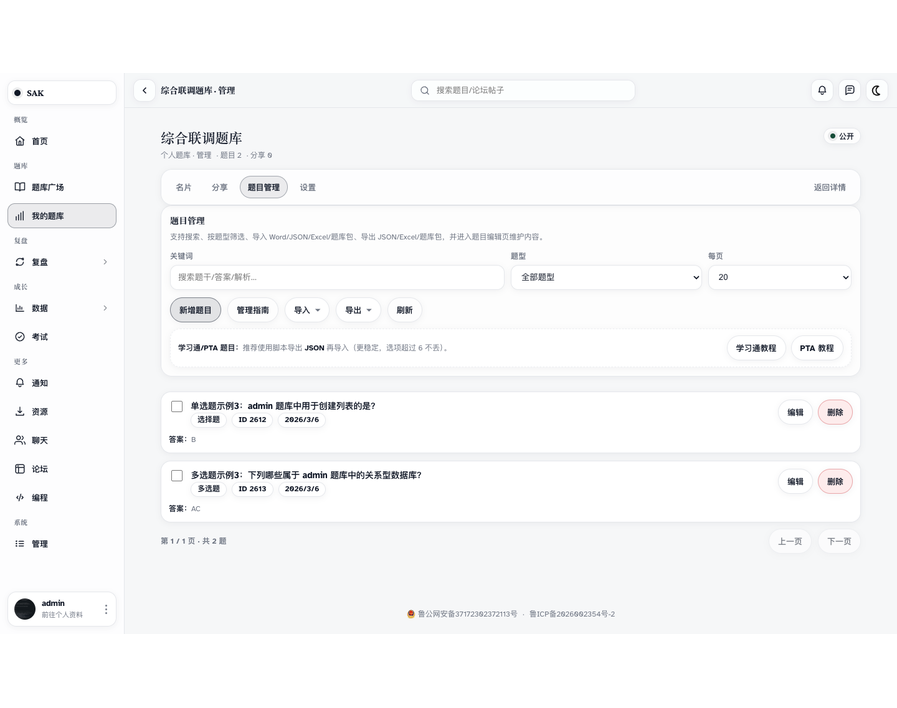 SAK
概览
首页
题库
题库广场
我的题库
复盘
复盘
成长
数据
考试
更多
通知
资源
聊天
论坛
编程
系统
管理
admin
前往个人资料
综合联调题库 · 管理
搜索题目/论坛帖子
综合联调题库
公开
个人题库 · 管理 · 题目 2 · 分享 0
名片
分享
题目管理
设置
返回详情
题目管理
支持搜索、按题型筛选、导入 Word/JSON/Excel/题库包、导出 JSON/Excel/题库包，并进入题目编辑页维护内容。
关键词
题型
每页
搜索题干/答案/解析...
全部题型
20
新增题目
管理指南
导入
导出
刷新
学习通/PTA 题目：推荐使用脚本导出 JSON 再导入（更稳定，选项超过 6 不丢）。
学习通教程
PTA 教程
单选题示例3：admin 题库中用于创建列表的是?
选择题
ID 2612
2026/3/6
编辑
删除
答案：B
多选题示例3：下列哪些属于 admin 题库中的关系型数据库?
多选题
ID 2613
2026/3/6
编辑
删除
答案：AC
第 1 / 1 页 · 共 2 题
上一页
下一页
鲁公网安备37172302372113号 · 鲁ICP备2026002354号-2